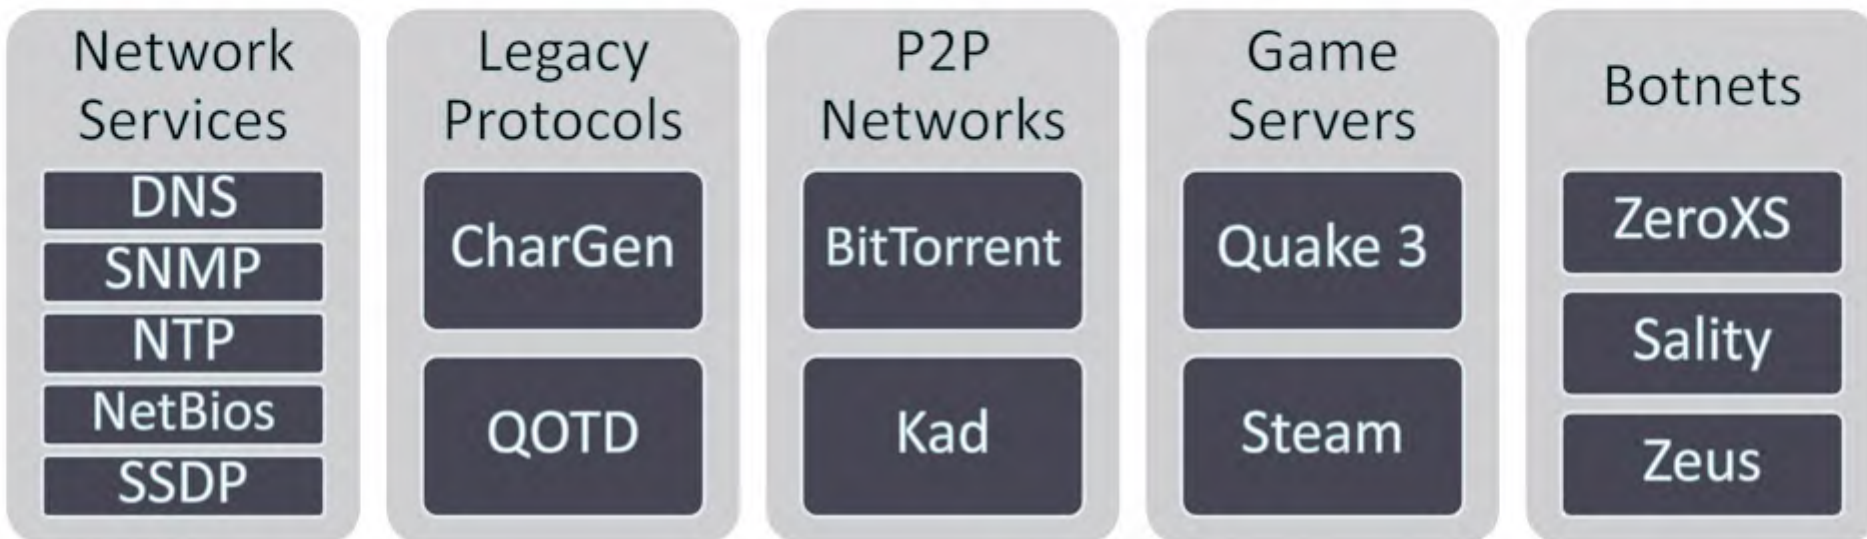 Network
Services
DNS
SNMP
NTP
NetBios
SSDP
Legacy
Protocols
CharGen
QOTD
P2P
Networks
BitTorrent
Kad
Game
Servers
Quake 3
Steam
Botnets
ZeroXS
Sality
Zeus